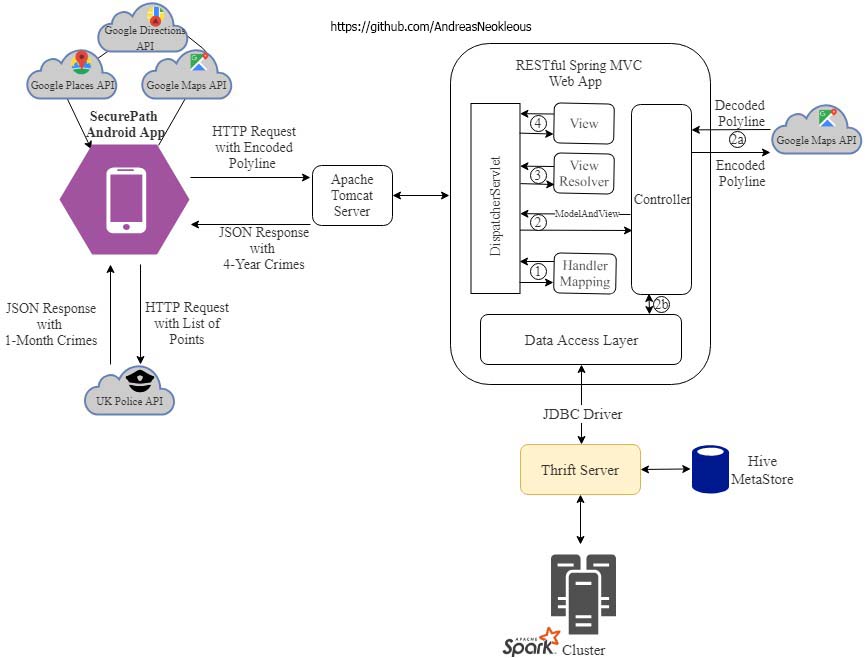 https://github.com/AndreasNeokleous
Google Directions
API
Google Places API
Google Maps API
SecurePath
Android App
HTTP Request
with Encoded
Polyline
JSON Response
with
4-Year Crimes
Apache
Tomcat
Server
JSON Response
with
1-Month Crimes
HTTP Request
with List of
Points
UK Police API
RESTful Spring MVC
Web App
DispatcherServlet
4
View
3
View
Resolver
ModelAndView
2
1
Handler
Mapping
Controller
Decoded
Polyline
2a
Encoded
Polyline
Google Maps API
2b
Data Access Layer
JDBC Driver
Thrift Server
Hive
MetaStore
APACHE
Spark
Cluster